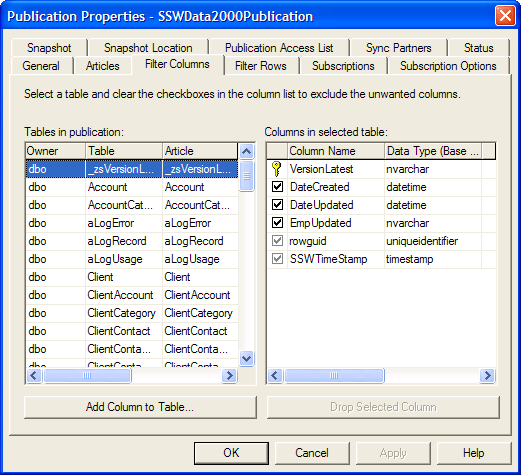 Publication Properties - SSWData2000Publication
Snapshot Snapshot Location Publication Access List Sync Partners Status
General Articles Filter Columns Filter Rows Subscriptions Subscription Options
Select a table and clear the checkboxes in the column list to exclude the unwanted columns.
Tables in publication:
Owner Table Article
dbo _zsVersionL... _zsVersionL...
dbo Account Account
dbo AccountCat... AccountCat...
dbo aLogError aLogError
dbo aLogRecord aLogRecord
dbo aLogUsage aLogUsage
dbo Client Client
dbo ClientAccount ClientAccount
dbo ClientCategory ClientCategory
dbo ClientContact ClientContact
dbo ClientConta... ClientConta...
dbo ClientConta... ClientConta...
Add Column to Table...
Columns in selected table:
Column Name Data Type (Base ...
VersionLatest nvarchar
DateCreated datetime
DateUpdated datetime
EmpUpdated nvarchar
rowguid uniqueidentifier
SSWTimeStamp timestamp
Drop Selected Column
OK Cancel Apply Help